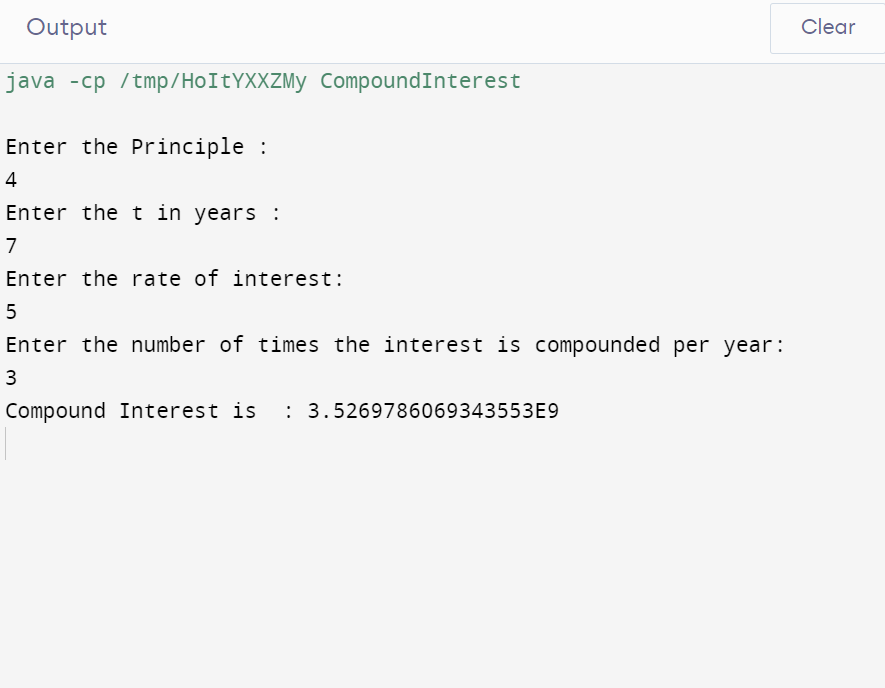 Output
Clear
java -cp /tmp/HoItYXXZMy CompoundInterest
Enter the Principle :
4
Enter the t in years :
7
Enter the rate of interest:
5
Enter the number of times the interest is compounded per year:
3
Compound Interest is  : 3.5269786069343553E9